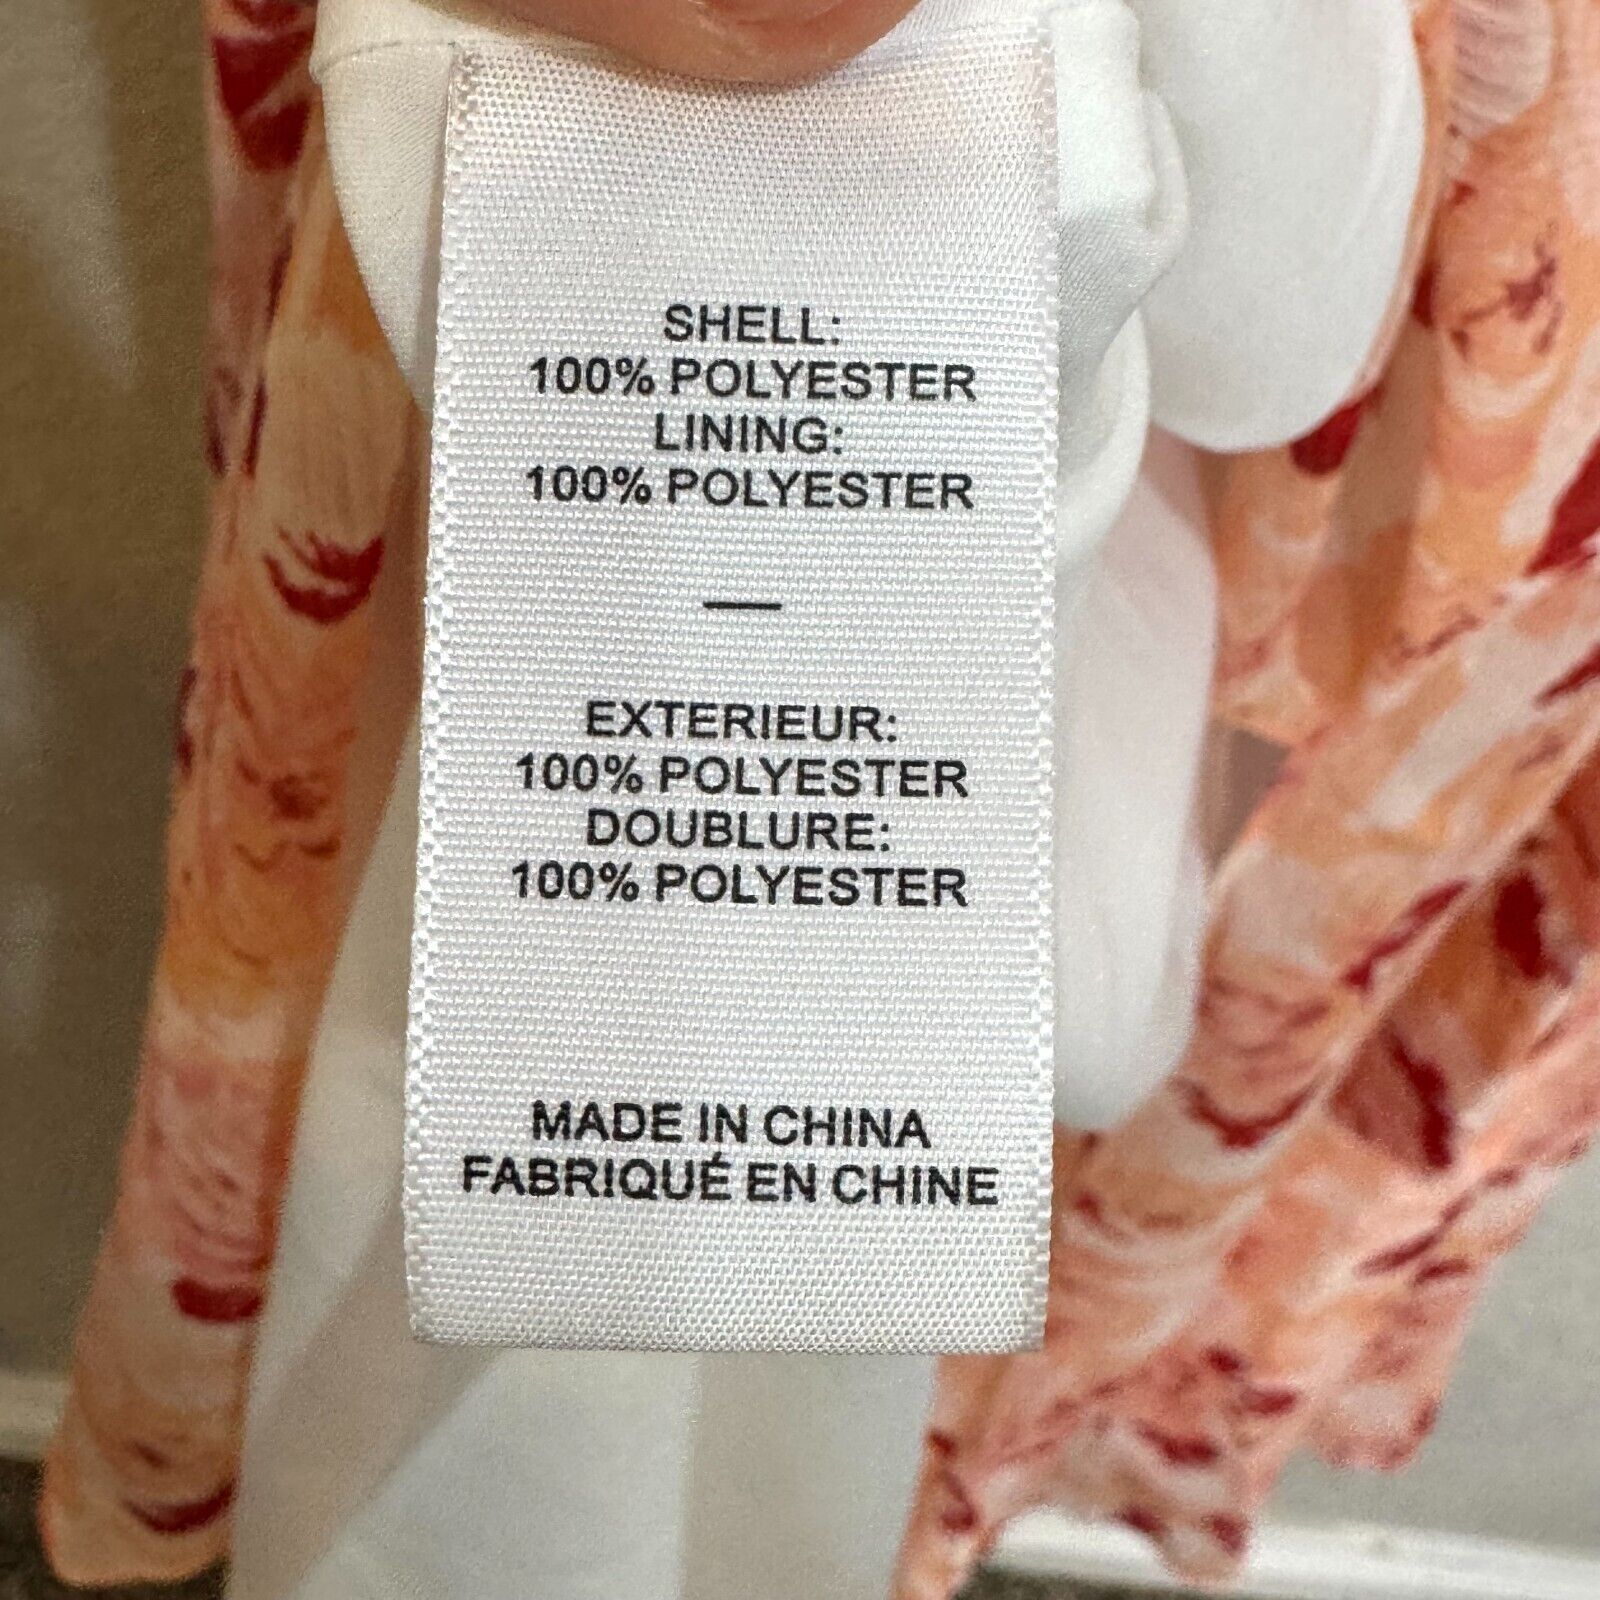 SHELL:
100% POLYESTER
LINING:
100% POLYESTER
—
EXTERIEUR:
100% POLYESTER
DOUBLURE:
100% POLYESTER
MADE IN CHINA
FABRIQUÉ EN CHINE